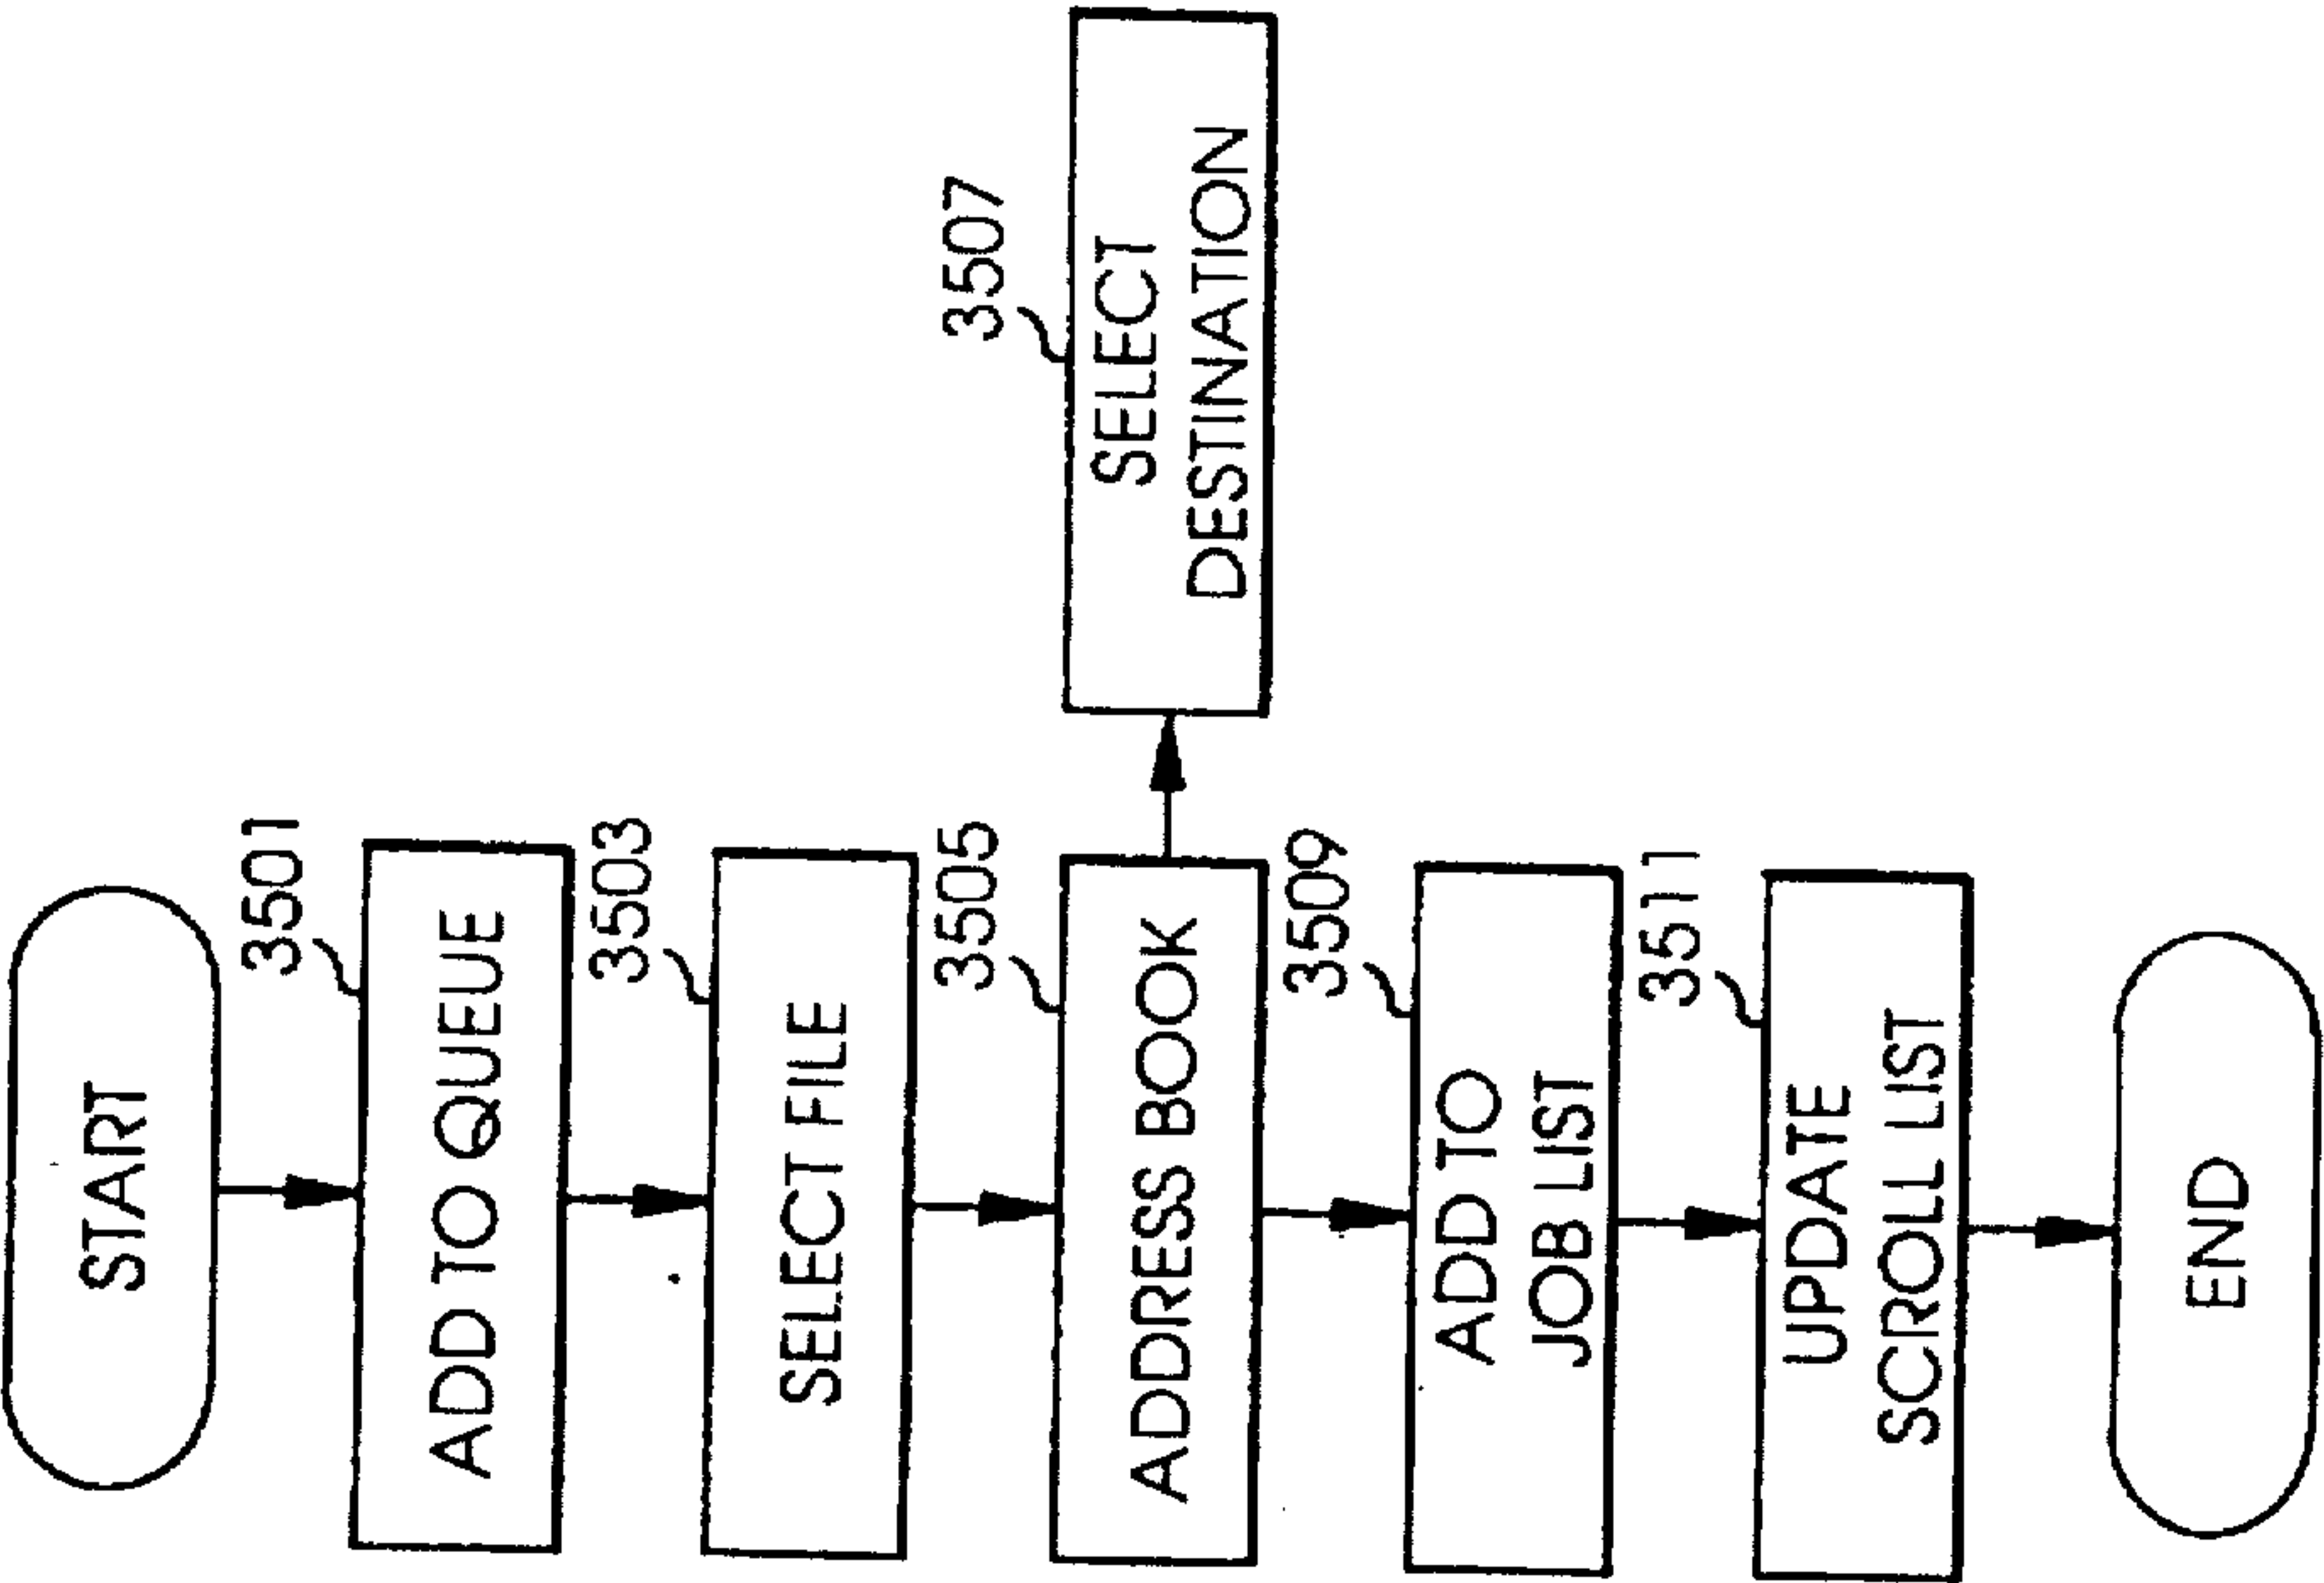 START
3501
ADD TO QUEUE
3503
SELECT FILE
3505
ADDRESS BOOK
3507
SELECT
DESTINATION
3509
ADD TO
JOB LIST
3511
UPDATE
SCROLL LIST
END